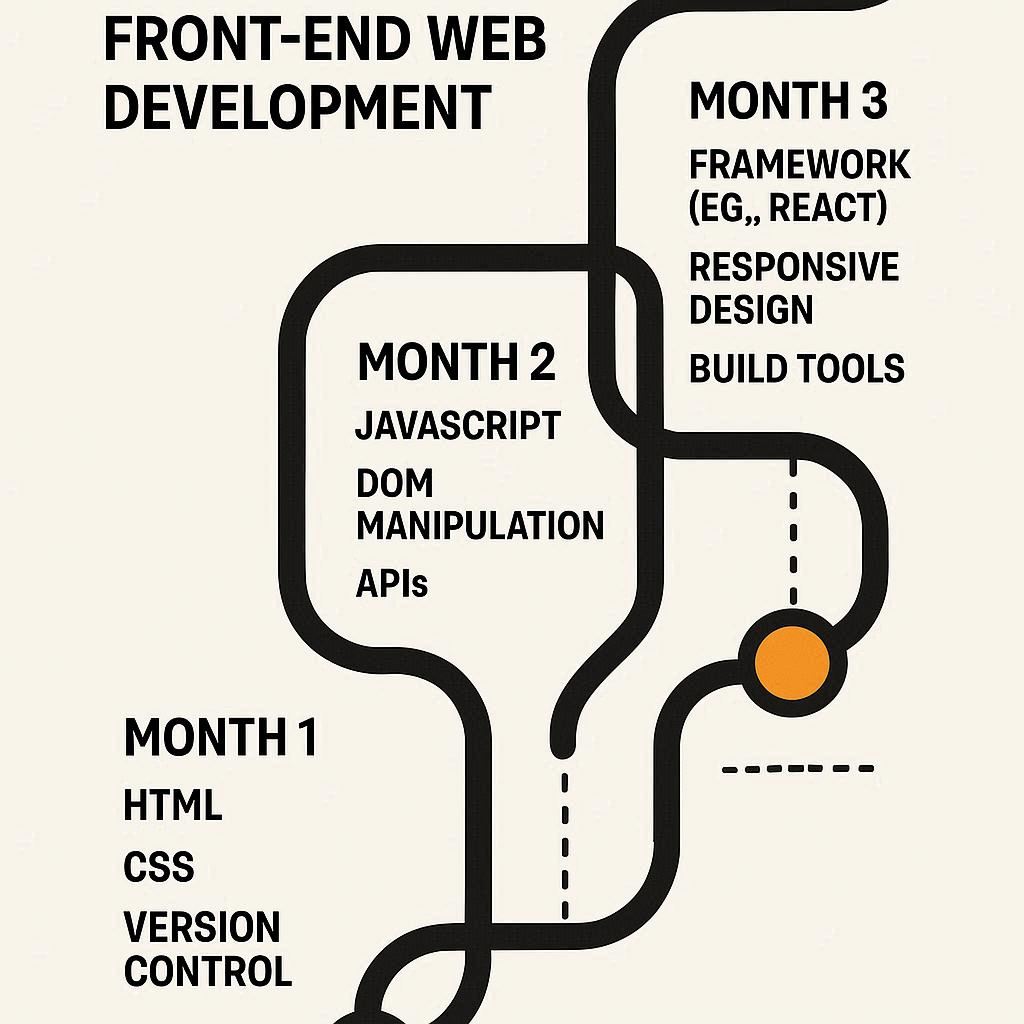 FRONT-END WEB
DEVELOPMENT
MONTH 3
FRAMEWORK
(EG,, REACT)
RESPONSIVE
DESIGN
BUILD TOOLS
MONTH 2
JAVASCRIPT
DOM
MANIPULATION
APIs
MONTH 1
HTML
CSS
VERSION
CONTROL